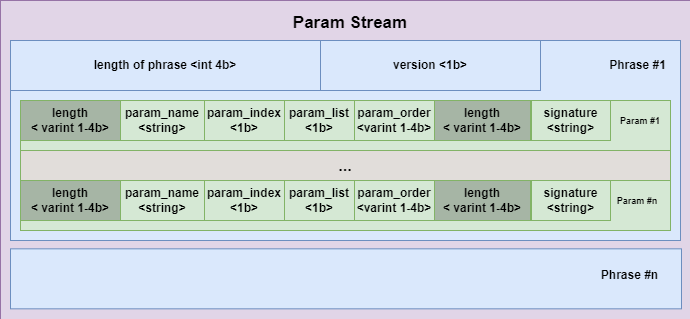 Param Stream
length of phrase <int 4b> version <1b> Phrase #1
length param_name param_index param_list param_order length signature
< varint 1-4b> <string> <1b> <1b> <varint 1-4b> < varint 1-4b> <string> Param #1
...
length param_name param_index param_list param_order length signature
< varint 1-4b> <string> <1b> <1b> <varint 1-4b> < varint 1-4b> <string> Param #n
Phrase #n